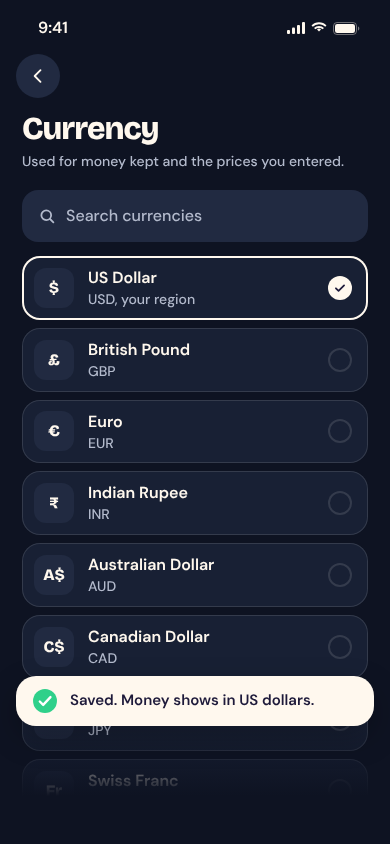 9:41
Currency
Used for money kept and the prices you entered.
Search currencies
$
US Dollar
USD, your region
£
British Pound
GBP
€
Euro
EUR
₹
Indian Rupee
INR
A$
Australian Dollar
AUD
C$
Canadian Dollar
CAD
Saved. Money shows in US dollars.
JPY
Fr
Swiss Franc